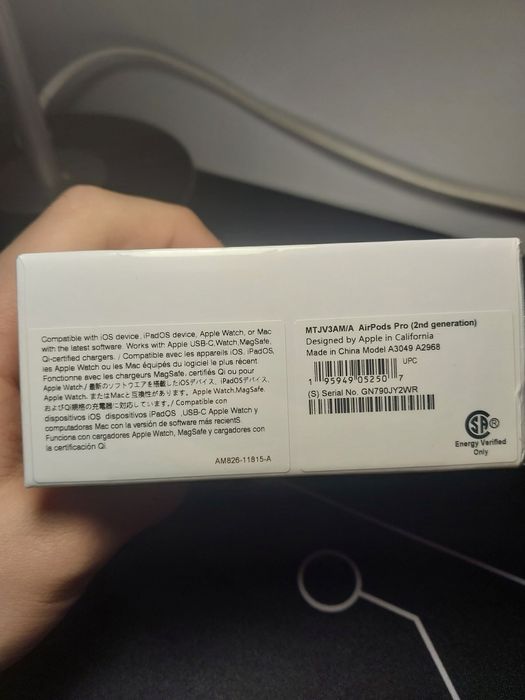 Compatible with iOS device, iPadOS device, Apple Watch, or Mac
with the latest software. Works with Apple USB-C,Watch,MagSafe,
Qi-certified chargers. / Compatible avec les appareils iOS, iPadOS,
les Apple Watch ou les Mac équipés du logiciel le plus récent.
Fonctionne avec les chargeurs MagSafe, certifiés Qi ou pour
Apple Watch / 最新のソフトウェアを搭載したiOSデバイス、iPadOSデバイス、
Apple Watch、またはMacと互換性があります。Apple Watch,MagSafe,
およびQi規格の充電器に対応しています。/ Compatible con
dispositivos iOS dispositivos iPadOS ,USB-C Apple Watch y
computadoras Mac con la versión de software más recientS.
Funciona con cargadores Apple Watch, MagSafe y cargadores con
la certificación Qi.
AM826-11815-A
MTJV3AM/A AirPods Pro (2nd generation)
Designed by Apple in California
Made in China Model A3049 A2968
UPC
1 95949 05250 7
(S) Serial No. GN790JY2WR
SA®
Energy Verified
Only